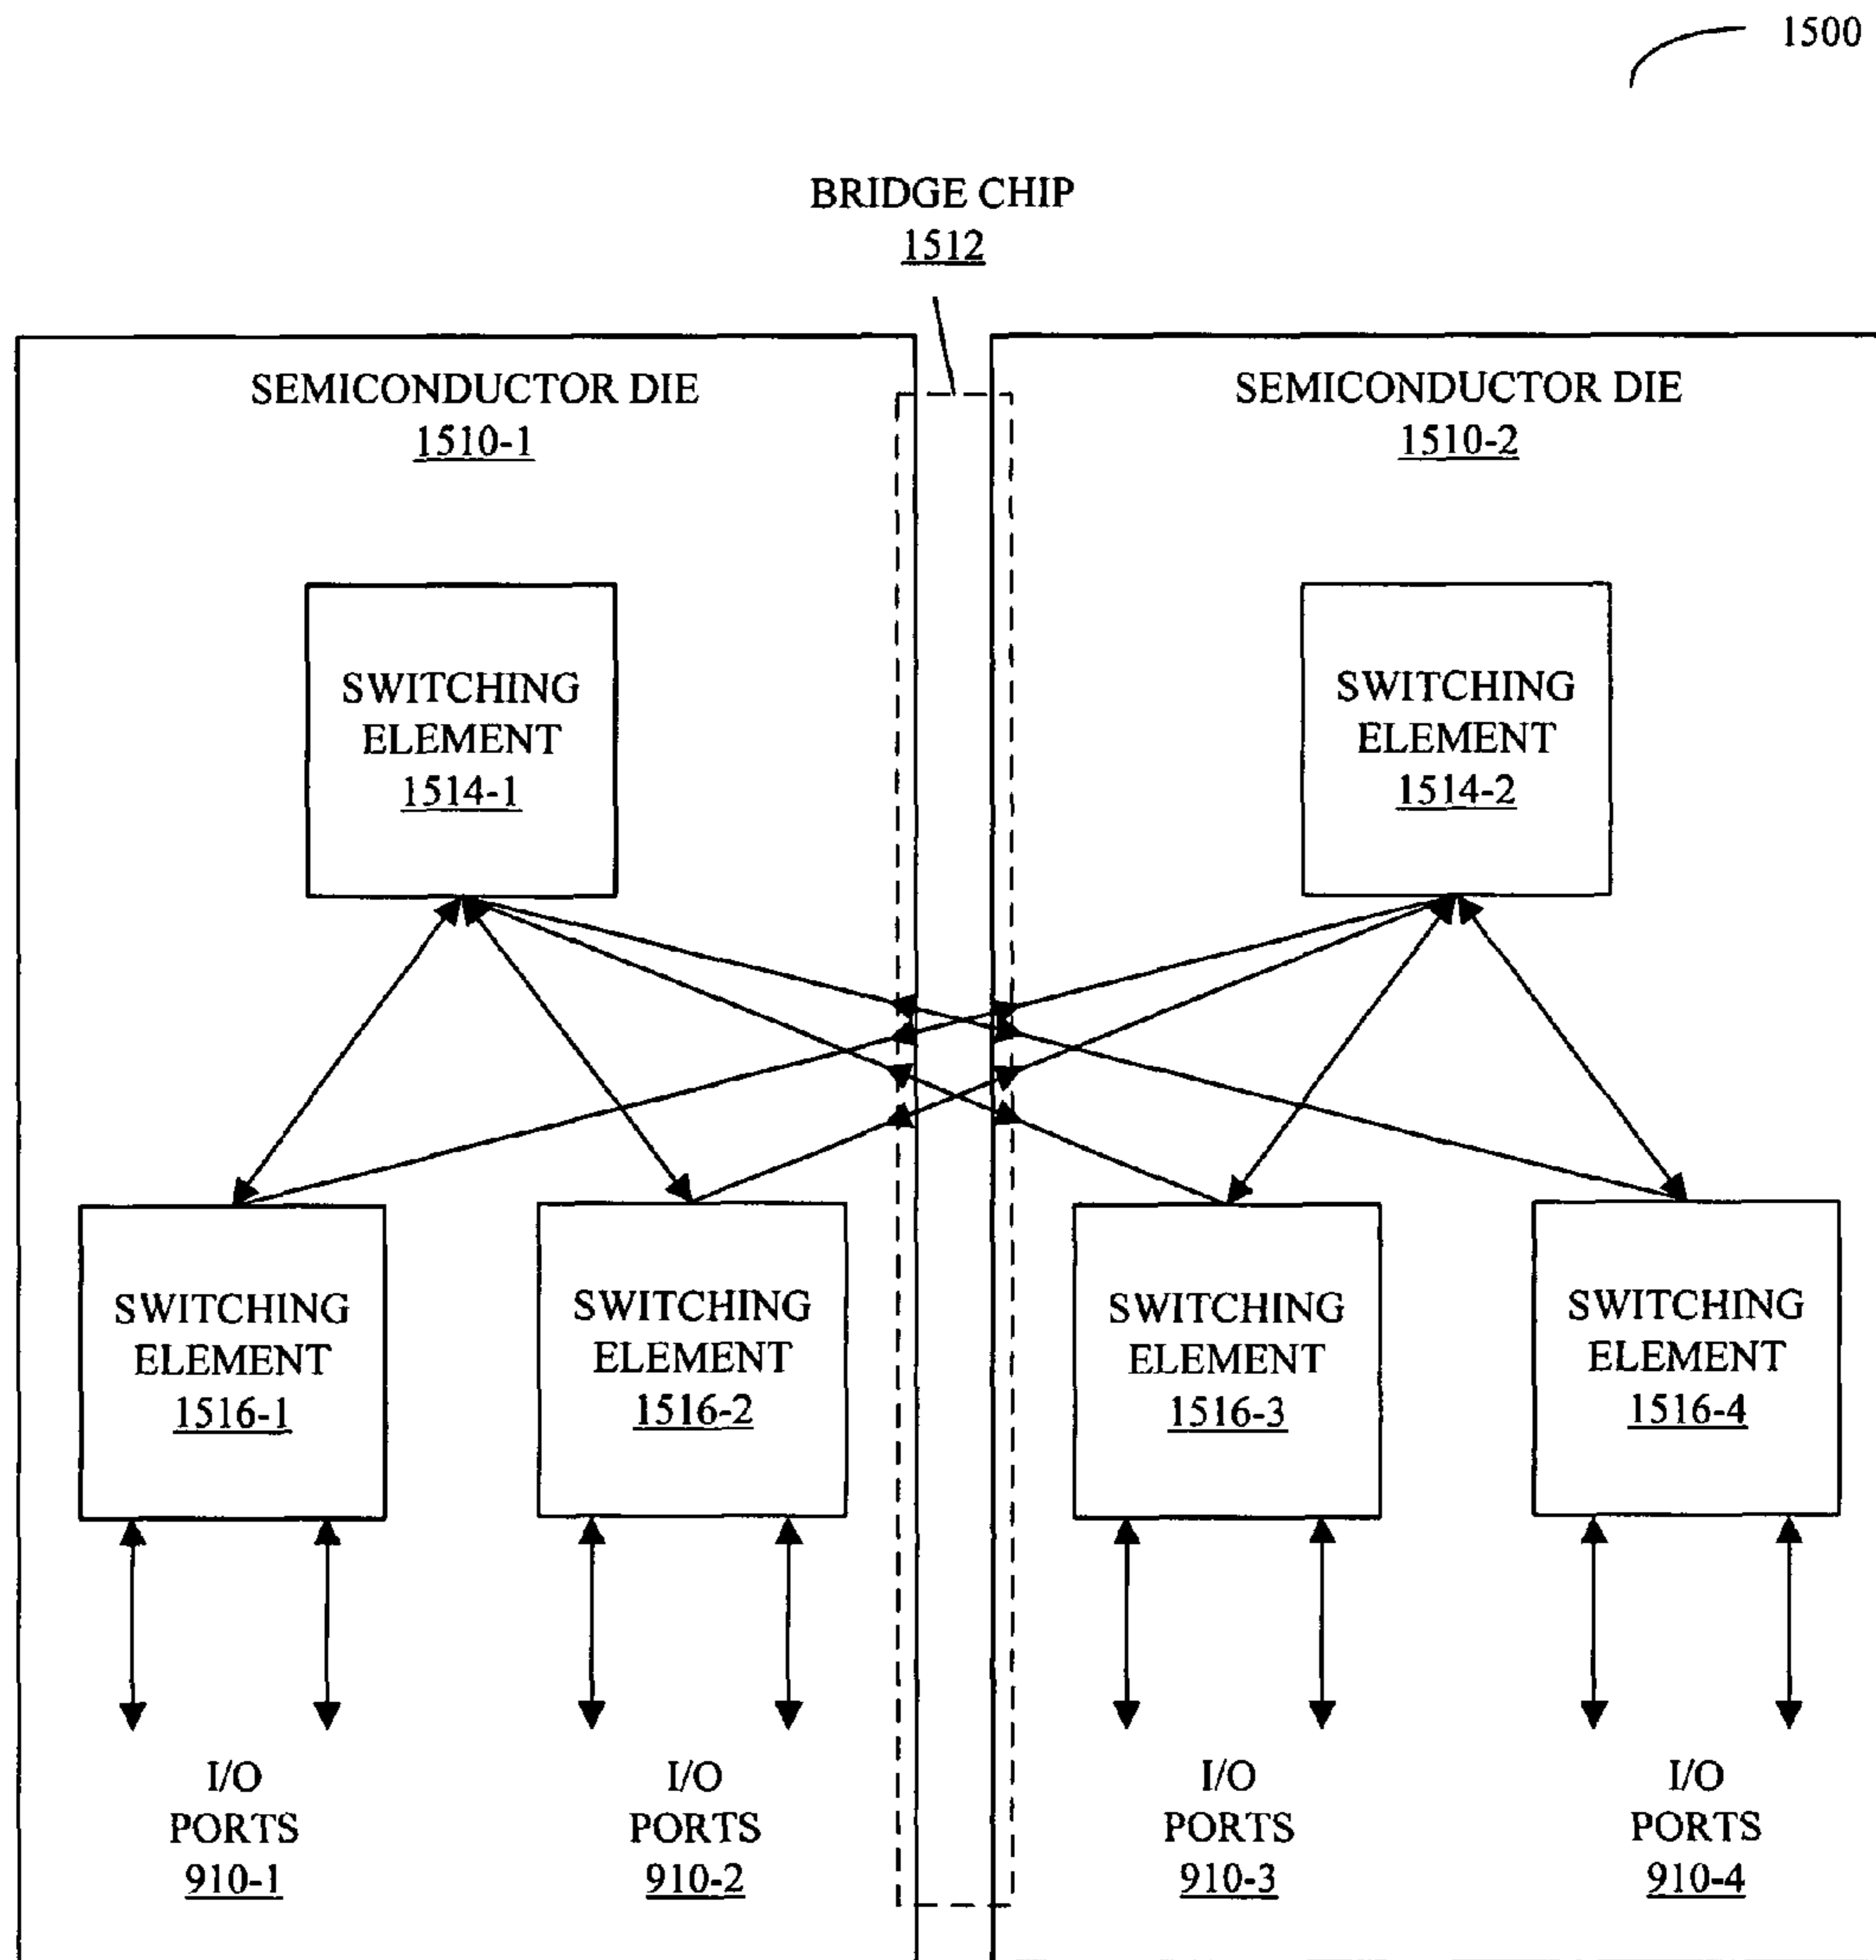 1500
BRIDGE CHIP
1512
SEMICONDUCTOR DIE
1510-1
SEMICONDUCTOR DIE
1510-2
SWITCHING
ELEMENT
1514-1
SWITCHING
ELEMENT
1514-2
SWITCHING
ELEMENT
1516-1
SWITCHING
ELEMENT
1516-2
SWITCHING
ELEMENT
1516-3
SWITCHING
ELEMENT
1516-4
I/O
PORTS
910-1
I/O
PORTS
910-2
I/O
PORTS
910-3
I/O
PORTS
910-4